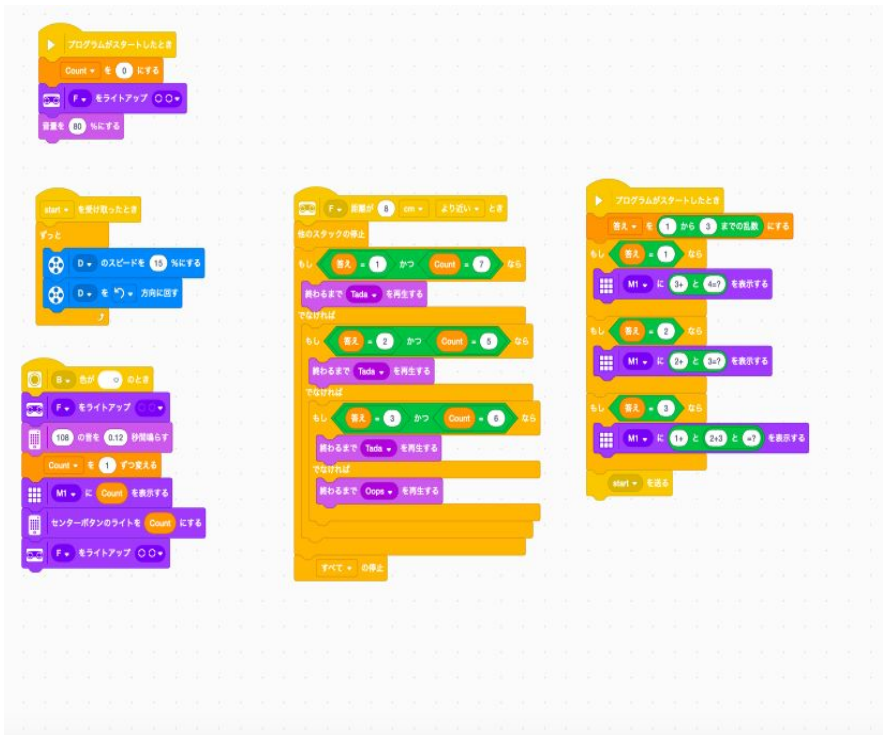 プログラムがスタートしたとき
Count を 0 にする
F をライトアップ
音量を 80 %にする
start を受け取ったとき
ずっと
D のスピードを 15 %にする
D を 方向に回す
B 色が のとき
F をライトアップ
108 の音を 0.12 秒間鳴らす
Count を 1 ずつ変える
M1 に Count を表示する
センターボタンのライトを Count にする
F をライトアップ
F 距離が 8 cm より近い とき
他のスタックの停止
もし 答え = 1 かつ Count = 7 なら
終わるまで Tada を再生する
でなければ
もし 答え = 2 かつ Count = 5 なら
終わるまで Tada を再生する
でなければ
もし 答え = 3 かつ Count = 6 なら
終わるまで Tada を再生する
でなければ
終わるまで Oops を再生する
すべて の停止
プログラムがスタートしたとき
答え を 1 から 3 までの乱数 にする
もし 答え = 1 なら
M1 に 3+ と 4=? を表示する
もし 答え = 2 なら
M1 に 2+ と 3=? を表示する
もし 答え = 3 なら
M1 に 1+ と 2+3 と =? を表示する
start を送る